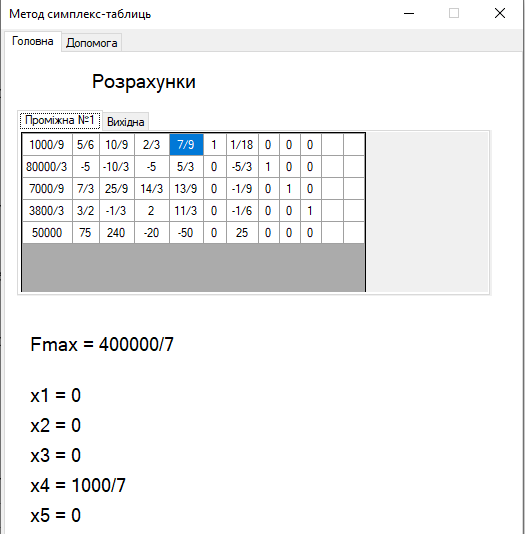 Метод симплекс-таблиць
Головна Допомога
Розрахунки
Проміжна №1 Вихідна
1000/9 5/6 10/9 2/3 7/9 1 1/18 0 0 0
80000/3 -5 -10/3 -5 5/3 0 -5/3 1 0 0
7000/9 7/3 25/9 14/3 13/9 0 -1/9 0 1 0
3800/3 3/2 -1/3 2 11/3 0 -1/6 0 0 1
50000 75 240 -20 -50 0 25 0 0 0
Fmax = 400000/7
x1 = 0
x2 = 0
x3 = 0
x4 = 1000/7
x5 = 0